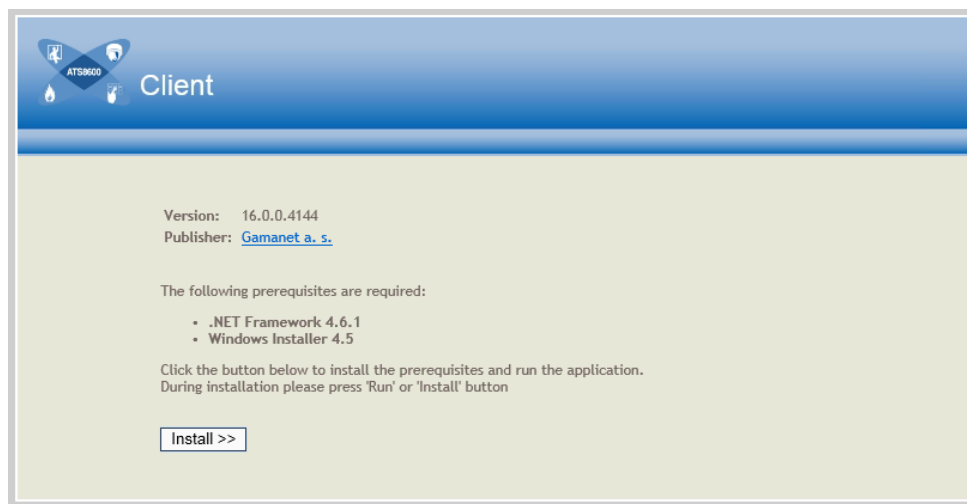 ATS8600
Client
Version: 16.0.0.4144
Publisher: Gamanet a. s.
The following prerequisites are required:
• .NET Framework 4.6.1
• Windows Installer 4.5
Click the button below to install the prerequisites and run the application.
During installation please press 'Run' or 'Install' button
Install >>